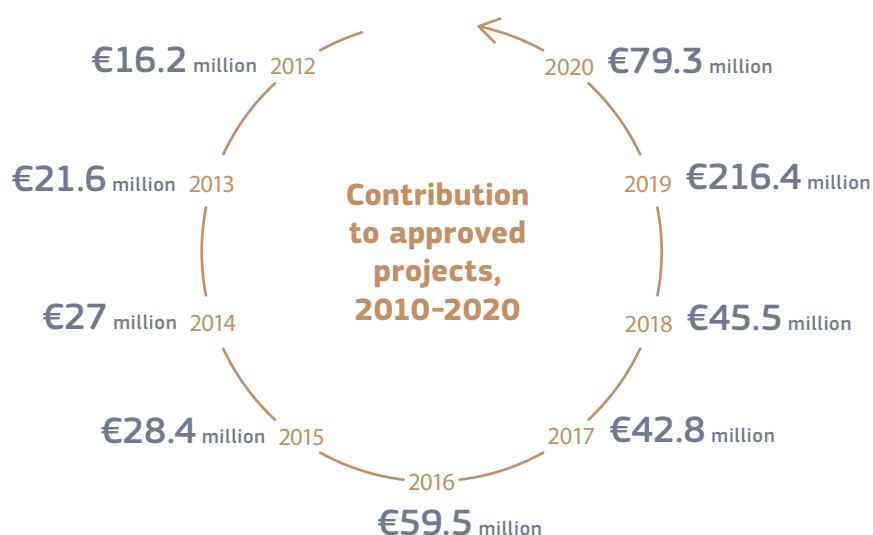 Contribution
to approved
projects,
2010–2020
€16.2 million 2012
€21.6 million 2013
€27 million 2014
€28.4 million 2015
2016
€59.5 million
2017 €42.8 million
2018 €45.5 million
2019 €216.4 million
2020 €79.3 million